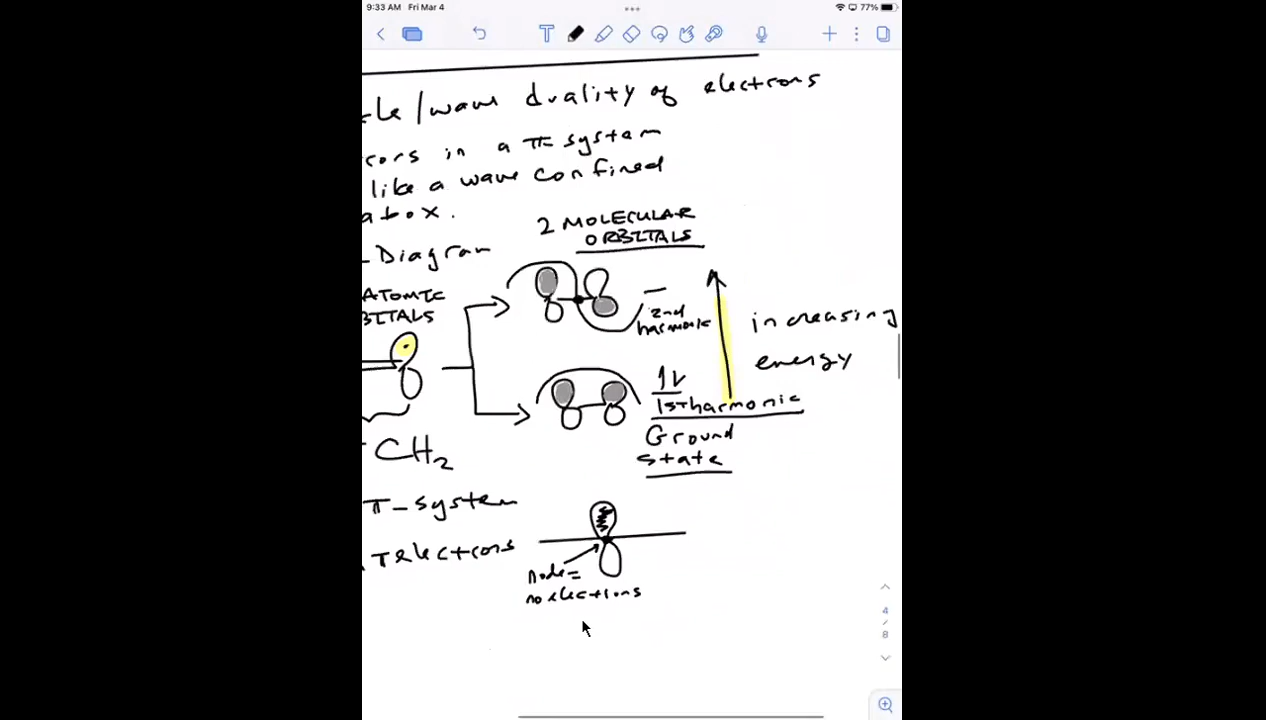 9:33 AM Fri Mar 4
77%
cle/wave duality of electrons
rons in a π system
like a wave confined
a box.
2 MOLECULAR
ORBITALS
-Diagram
ATOMIC
BITALS
2nd
harmonic
increasing
energy
1st harmonic
Ground
state
CH2
π-system
π electrons
node=
no electrons
4
/
8